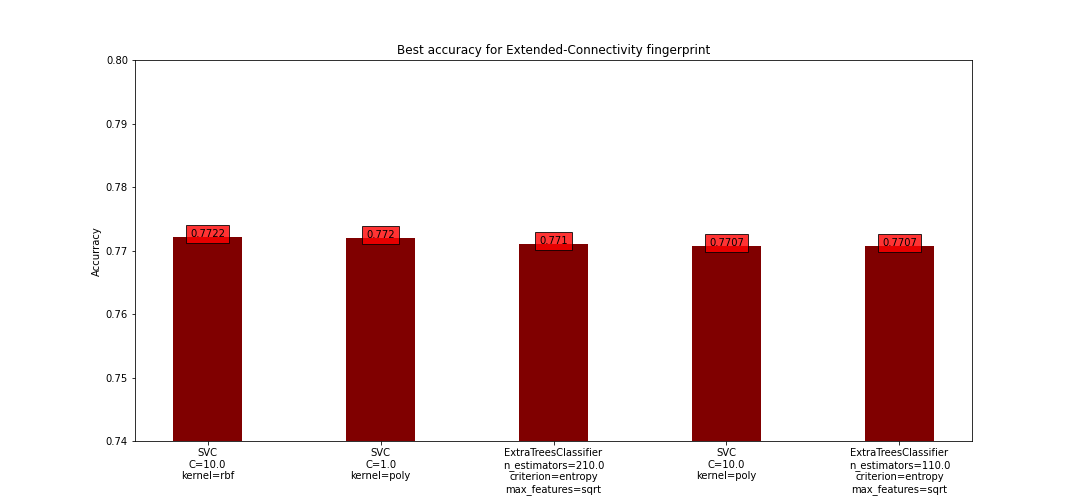 Best accuracy for Extended-Connectivity fingerprint
Accurracy
0.80
0.79
0.78
0.77
0.76
0.75
0.74
0.7722
0.772
0.771
0.7707
0.7707
SVC
C=10.0
kernel=rbf
SVC
C=1.0
kernel=poly
ExtraTreesClassifier
n_estimators=210.0
criterion=entropy
max_features=sqrt
SVC
C=10.0
kernel=poly
ExtraTreesClassifier
n_estimators=110.0
criterion=entropy
max_features=sqrt